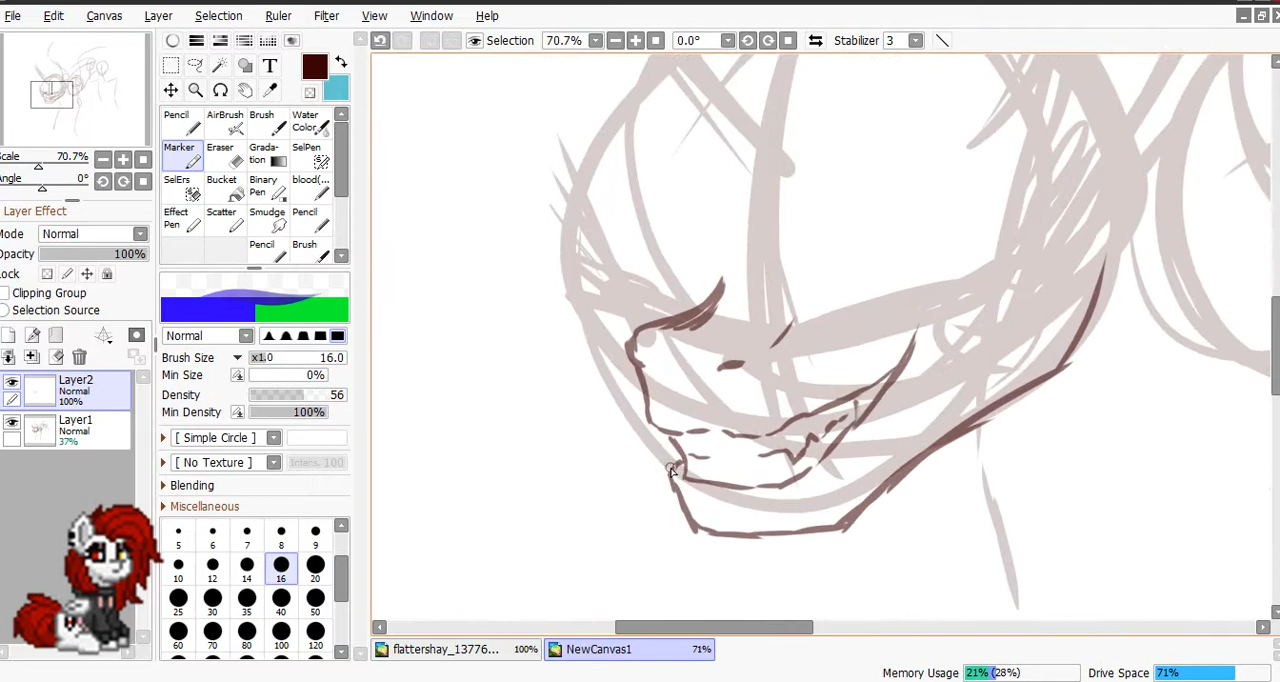 File Edit Canvas Layer Selection Ruler Filter View Window Help
Selection 70.7% 0.0° Stabilizer 3
Scale 70.7%
Angle 0°
Layer Effect
Mode Normal
Opacity 100%
Lock
Clipping Group
Selection Source
Layer2
Normal
100%
Layer1
Normal
37%
T
Pencil AirBrush Brush Water Color
Marker Eraser Grada-tion SelPen
SelErs Bucket Binary Pen blood(...
Effect Pen Scatter Smudge Pencil
Pencil Brush
Normal
Brush Size x1.0 16.0
Min Size 0%
Density 56
Min Density 100%
[ Simple Circle ]
[ No Texture ] Intens. 100
Blending
Miscellaneous
5 6 7 8 9
10 12 14 16 20
25 30 35 40 50
60 70 80 100 120
flattershay_13776... 100% NewCanvas1 71%
Memory Usage 21% (28%) Drive Space 71%